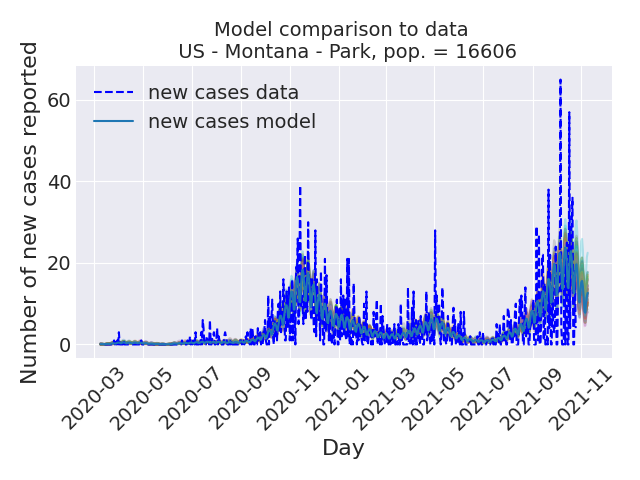 Model comparison to data
US - Montana - Park, pop. = 16606
Number of new cases reported
60
40
20
0
new cases data
new cases model
2020-03
2020-05
2020-07
2020-09
2020-11
2021-01
2021-03
2021-05
2021-07
2021-09
2021-11
Day